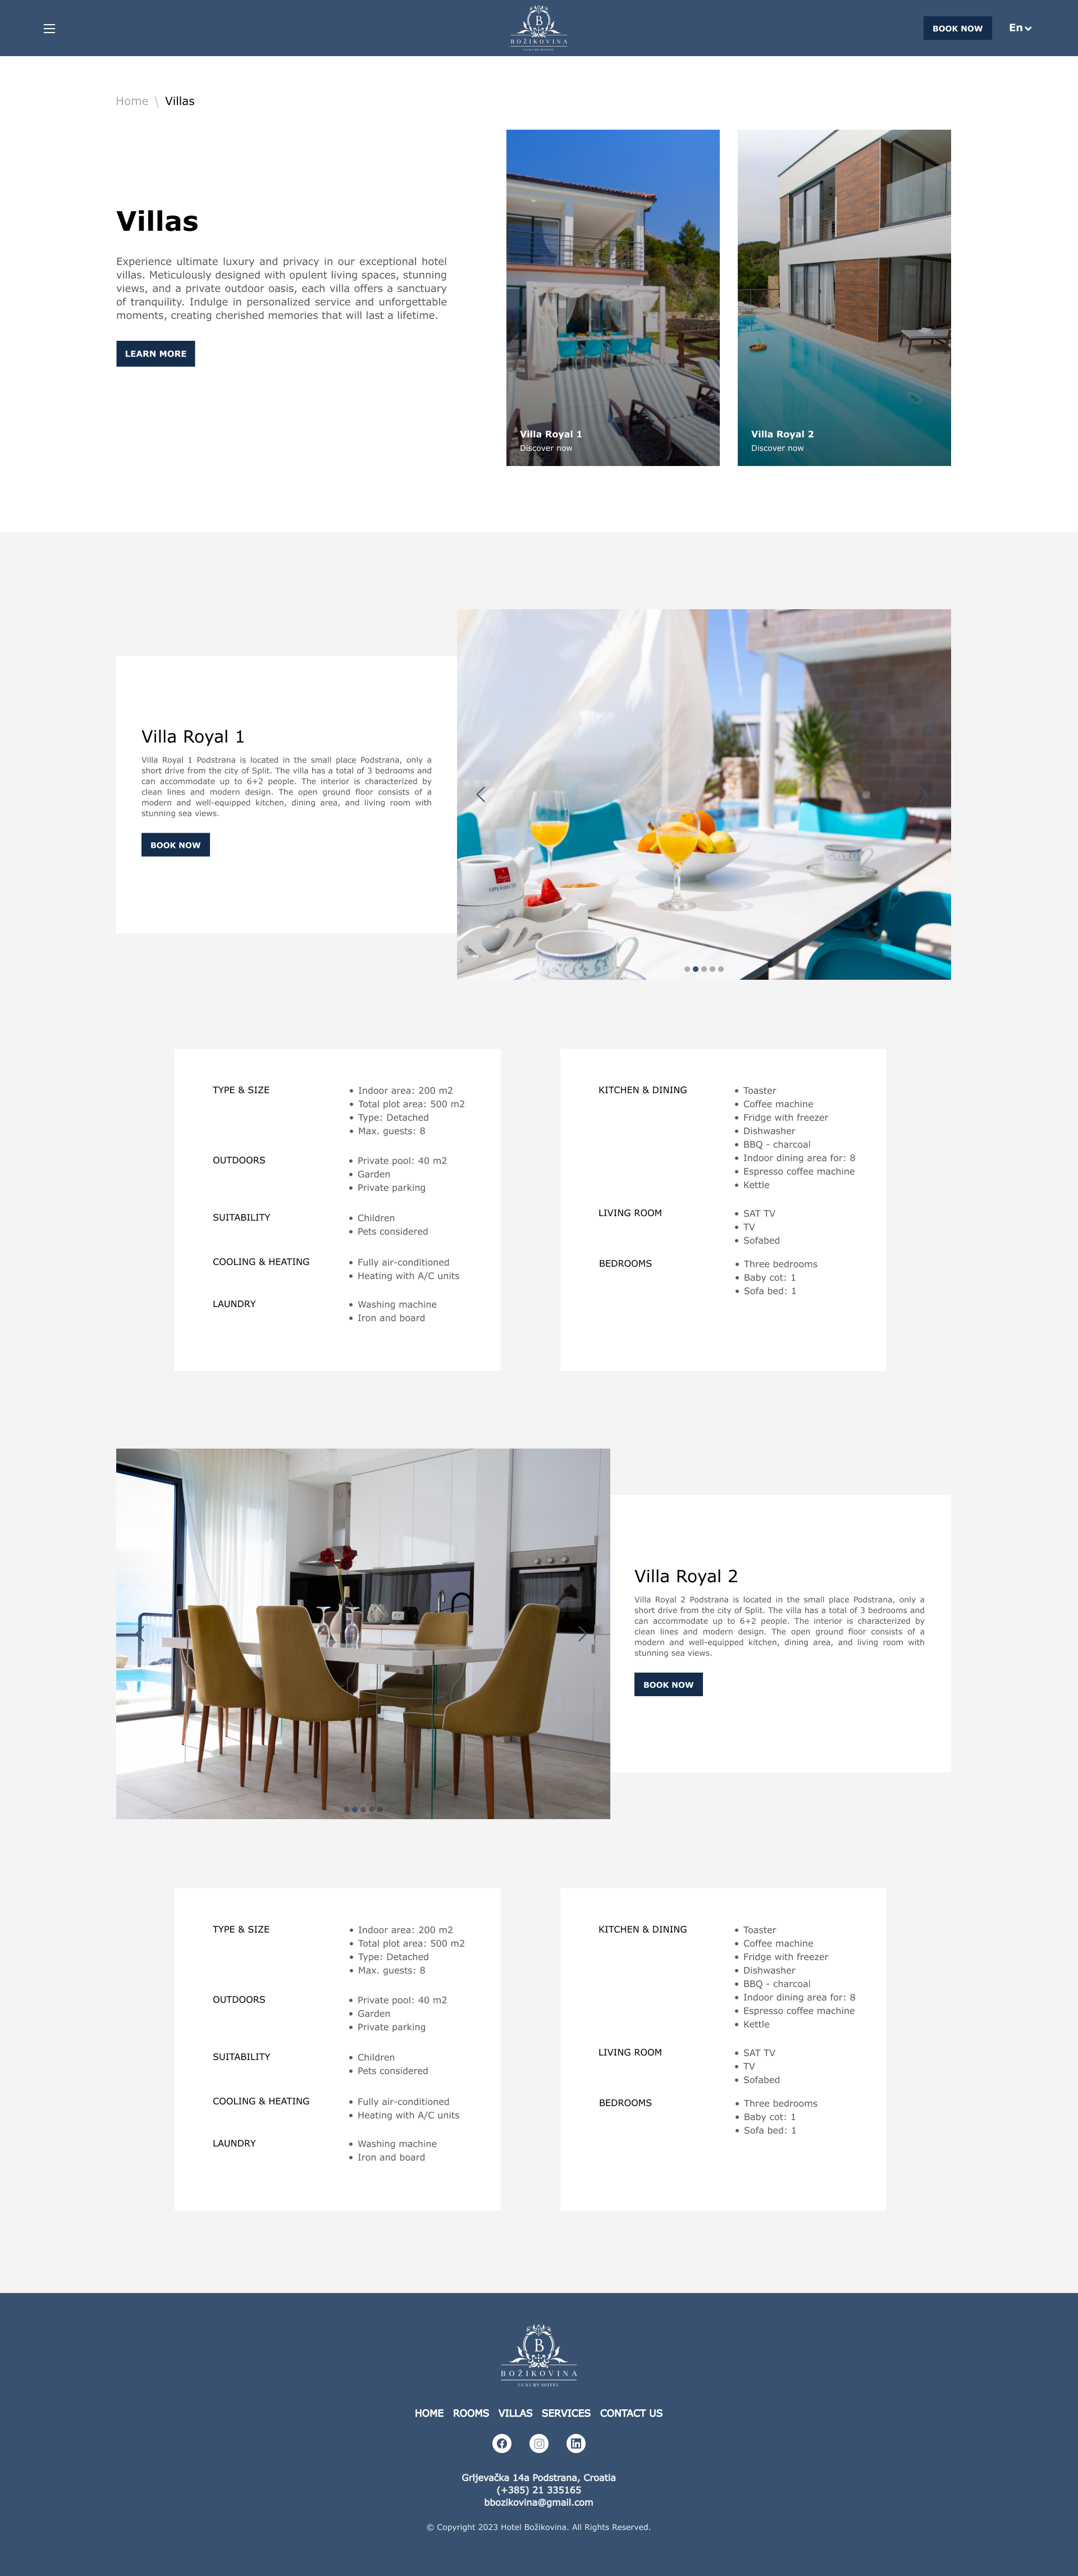 B
BOŽIKOVINA
BOOK NOW
En
Home \ Villas
Villas
Experience ultimate luxury and privacy in our exceptional hotel
villas. Meticulously designed with opulent living spaces, stunning
views, and a private outdoor oasis, each villa offers a sanctuary
of tranquility. Indulge in personalized service and unforgettable
moments, creating cherished memories that will last a lifetime.
LEARN MORE
Villa Royal 1
Discover now
Villa Royal 2
Discover now
Villa Royal 1
Villa Royal 1 Podstrana is located in the small place Podstrana, only a
short drive from the city of Split. The villa has a total of 3 bedrooms and
can accommodate up to 6+2 people. The interior is characterized by
clean lines and modern design. The open ground floor consists of a
modern and well-equipped kitchen, dining area, and living room with
stunning sea views.
BOOK NOW
TYPE & SIZE
• Indoor area: 200 m2
• Total plot area: 500 m2
• Type: Detached
• Max. guests: 8
OUTDOORS
• Private pool: 40 m2
• Garden
• Private parking
SUITABILITY
• Children
• Pets considered
COOLING & HEATING
• Fully air-conditioned
• Heating with A/C units
LAUNDRY
• Washing machine
• Iron and board
KITCHEN & DINING
• Toaster
• Coffee machine
• Fridge with freezer
• Dishwasher
• BBQ - charcoal
• Indoor dining area for: 8
• Espresso coffee machine
• Kettle
LIVING ROOM
• SAT TV
• TV
• Sofabed
BEDROOMS
• Three bedrooms
• Baby cot: 1
• Sofa bed: 1
Villa Royal 2
Villa Royal 2 Podstrana is located in the small place Podstrana, only a
short drive from the city of Split. The villa has a total of 3 bedrooms and
can accommodate up to 6+2 people. The interior is characterized by
clean lines and modern design. The open ground floor consists of a
modern and well-equipped kitchen, dining area, and living room with
stunning sea views.
BOOK NOW
TYPE & SIZE
• Indoor area: 200 m2
• Total plot area: 500 m2
• Type: Detached
• Max. guests: 8
OUTDOORS
• Private pool: 40 m2
• Garden
• Private parking
SUITABILITY
• Children
• Pets considered
COOLING & HEATING
• Fully air-conditioned
• Heating with A/C units
LAUNDRY
• Washing machine
• Iron and board
KITCHEN & DINING
• Toaster
• Coffee machine
• Fridge with freezer
• Dishwasher
• BBQ - charcoal
• Indoor dining area for: 8
• Espresso coffee machine
• Kettle
LIVING ROOM
• SAT TV
• TV
• Sofabed
BEDROOMS
• Three bedrooms
• Baby cot: 1
• Sofa bed: 1
B
BOŽIKOVINA
LUXURY HOTEL
HOME ROOMS VILLAS SERVICES CONTACT US
Grljevačka 14a Podstrana, Croatia
(+385) 21 335165
bbozikovina@gmail.com
© Copyright 2023 Hotel Božikovina. All Rights Reserved.